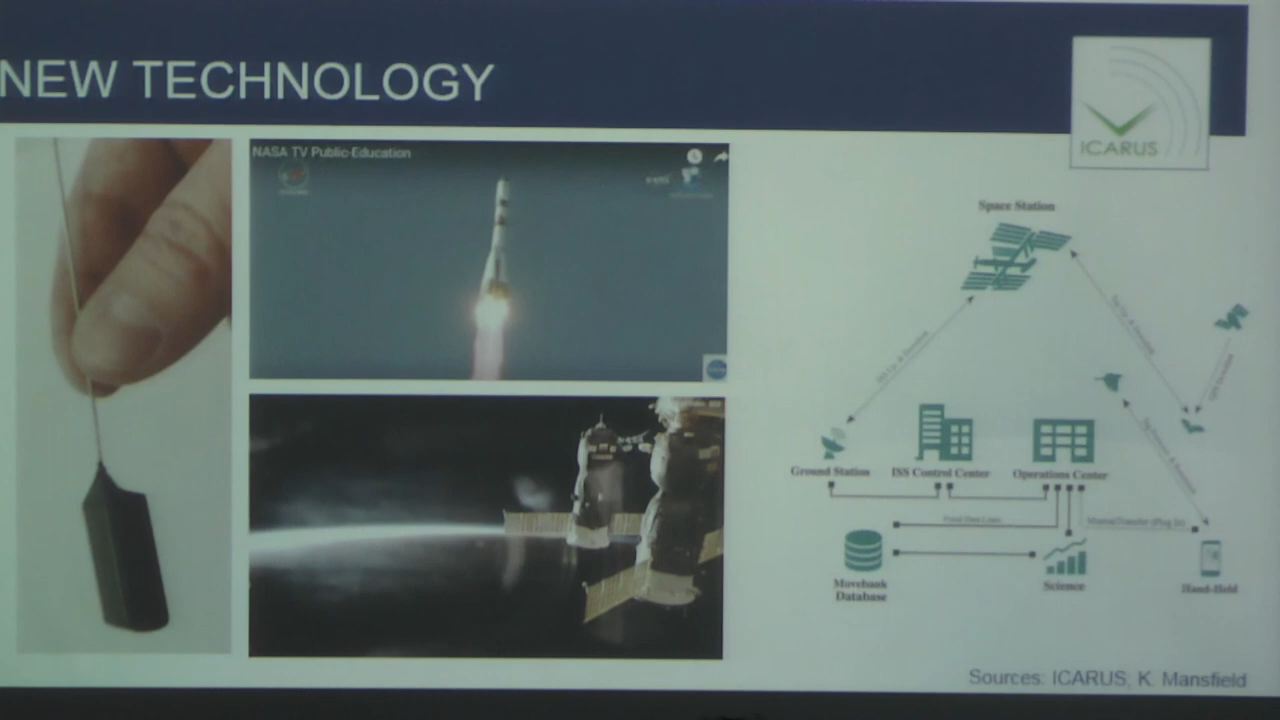 NEW TECHNOLOGY
ICARUS
NASA TV Public-Education
Space Station
Ground Station
ISS Control Center
Operations Center
Movebank
Database
Science
Hand-Held
Sources: ICARUS, K. Mansfield